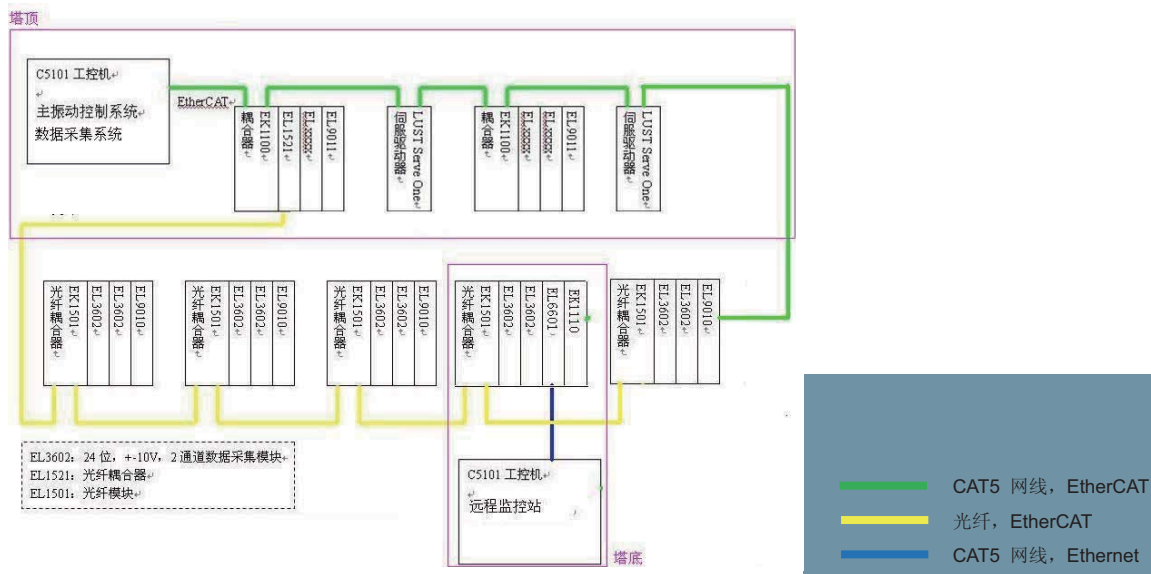 塔顶
C5101 工控机
主振动控制系统
数据采集系统
EtherCAT
耦合器
EK1100
EL1521
ELxxxx
EL9011
伺服驱动器
LUST Serve One
耦合器
EK1100
ELxxxx
ELxxxx
EL9011
伺服驱动器
LUST Serve One
光纤耦合器
EK1501
EL3602
EL3602
EL9010
光纤耦合器
EK1501
EL3602
EL3602
EL9010
光纤耦合器
EK1501
EL3602
EL3602
EL9010
光纤耦合器
EK1501
EL3602
EL3602
EL6601
EK1110
光纤耦合器
EK1501
EL3602
EL3602
EL9010
EL3602: 24 位, +-10V, 2 通道数据采集模块
EL1521: 光纤耦合器
EL1501: 光纤模块
C5101 工控机
远程监控站
塔底
CAT5 网线, EtherCAT
光纤, EtherCAT
CAT5 网线, Ethernet